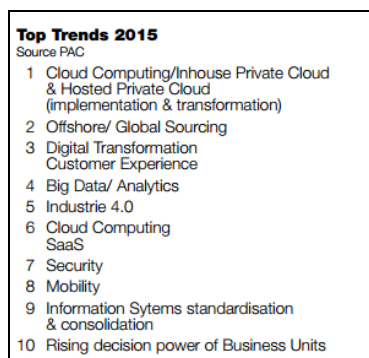 Top Trends 2015
Source PAC
1 Cloud Computing/Inhouse Private Cloud
& Hosted Private Cloud
(implementation & transformation)
2 Offshore/ Global Sourcing
3 Digital Transformation
Customer Experience
4 Big Data/ Analytics
5 Industrie 4.0
6 Cloud Computing
SaaS
7 Security
8 Mobility
9 Information Sytems standardisation
& consolidation
10 Rising decision power of Business Units